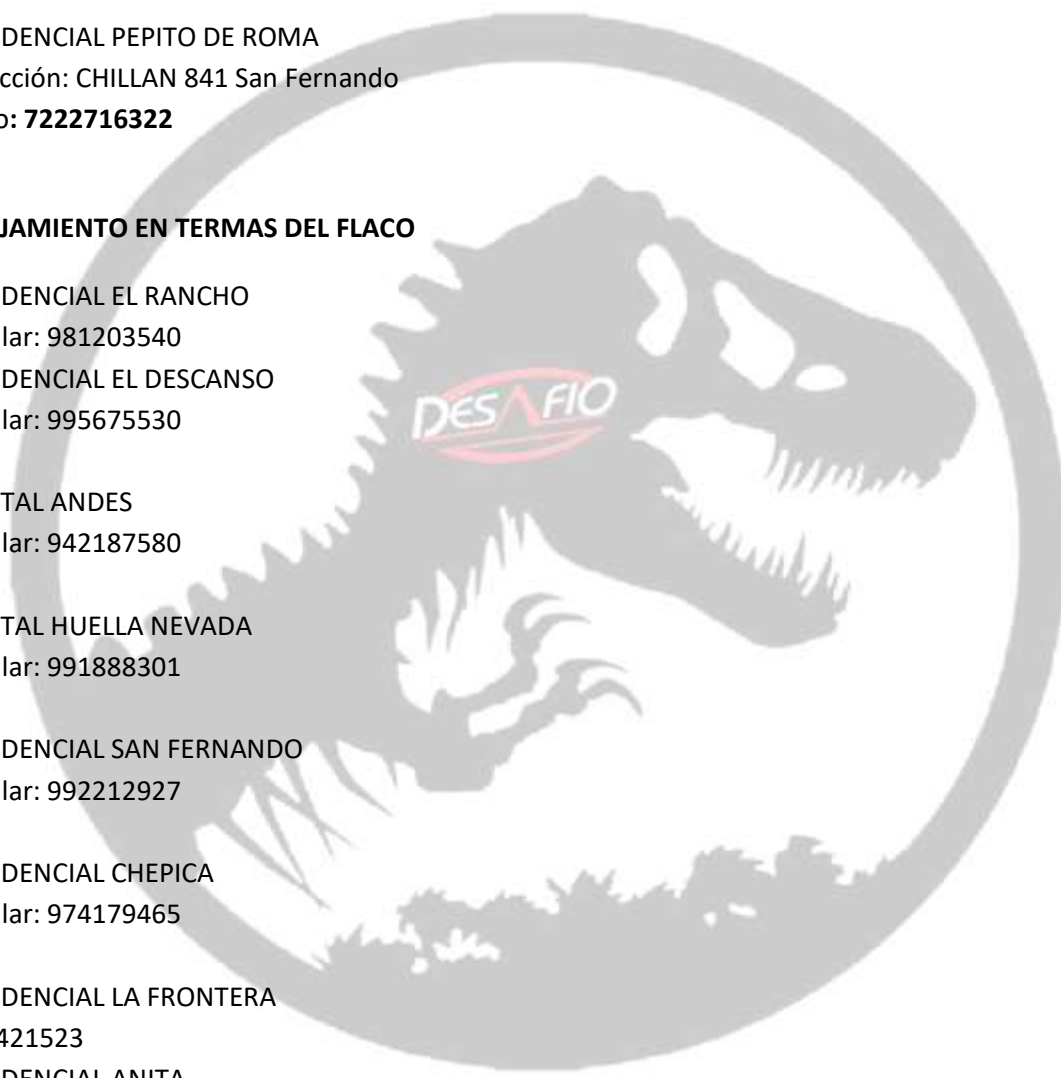 DENCIAL PEPITO DE ROMA
cción: CHILLAN 841 San Fernando
o: 7222716322
JAMIENTO EN TERMAS DEL FLACO
DENCIAL EL RANCHO
lar: 981203540
DENCIAL EL DESCANSO
lar: 995675530
DESAFIO
TAL ANDES
lar: 942187580
TAL HUELLA NEVADA
lar: 991888301
DENCIAL SAN FERNANDO
lar: 992212927
DENCIAL CHEPICA
lar: 974179465
DENCIAL LA FRONTERA
421523
DENCIAL ANITA